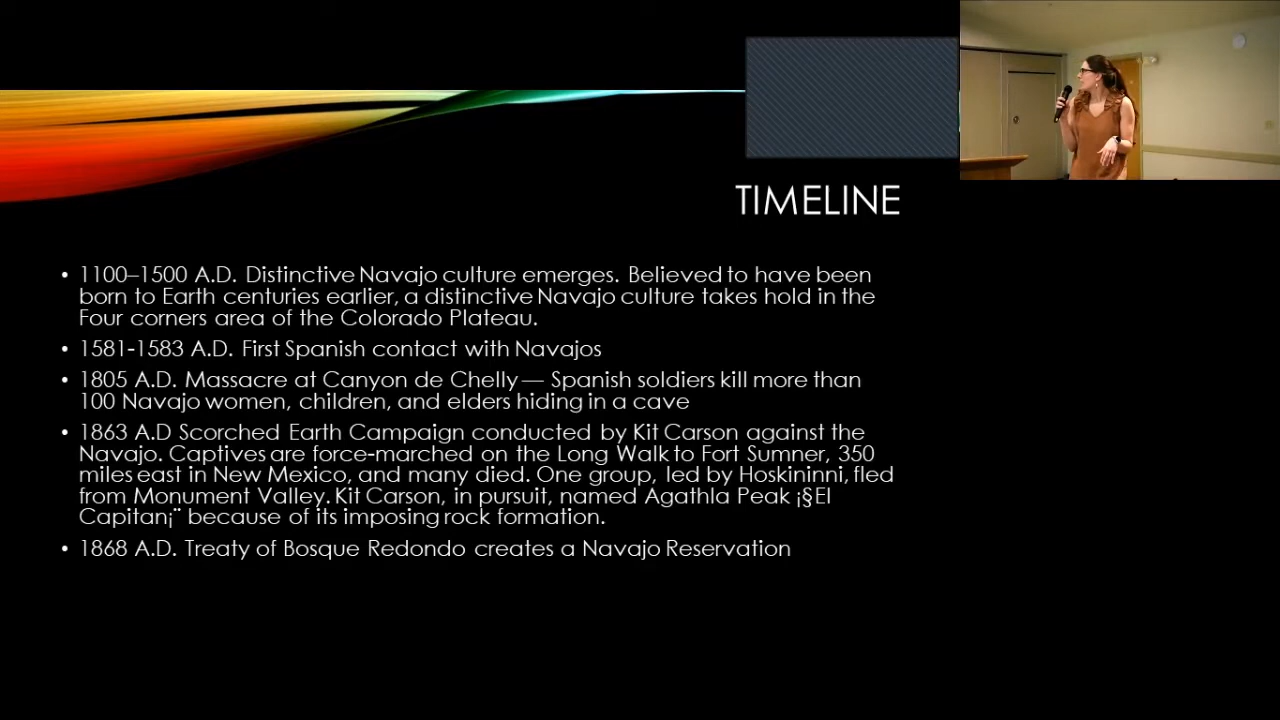 TIMELINE
• 1100–1500 A.D. Distinctive Navajo culture emerges. Believed to have been
born to Earth centuries earlier, a distinctive Navajo culture takes hold in the
Four corners area of the Colorado Plateau.
• 1581-1583 A.D. First Spanish contact with Navajos
• 1805 A.D. Massacre at Canyon de Chelly— Spanish soldiers kill more than
100 Navajo women, children, and elders hiding in a cave
• 1863 A.D Scorched Earth Campaign conducted by Kit Carson against the
Navajo. Captives are force-marched on the Long Walk to Fort Sumner, 350
miles east in New Mexico, and many died. One group, led by Hoskininni, fled
from Monument Valley. Kit Carson, in pursuit, named Agathla Peak ¡§El
Capitan¡¨ because of its imposing rock formation.
• 1868 A.D. Treaty of Bosque Redondo creates a Navajo Reservation